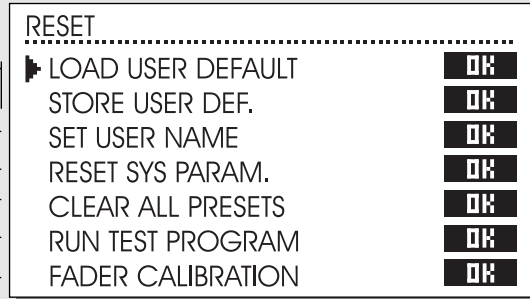 RESET
LOAD USER DEFAULT OK
STORE USER DEF. OK
SET USER NAME OK
RESET SYS PARAM. OK
CLEAR ALL PRESETS OK
RUN TEST PROGRAM OK
FADER CALIBRATION OK